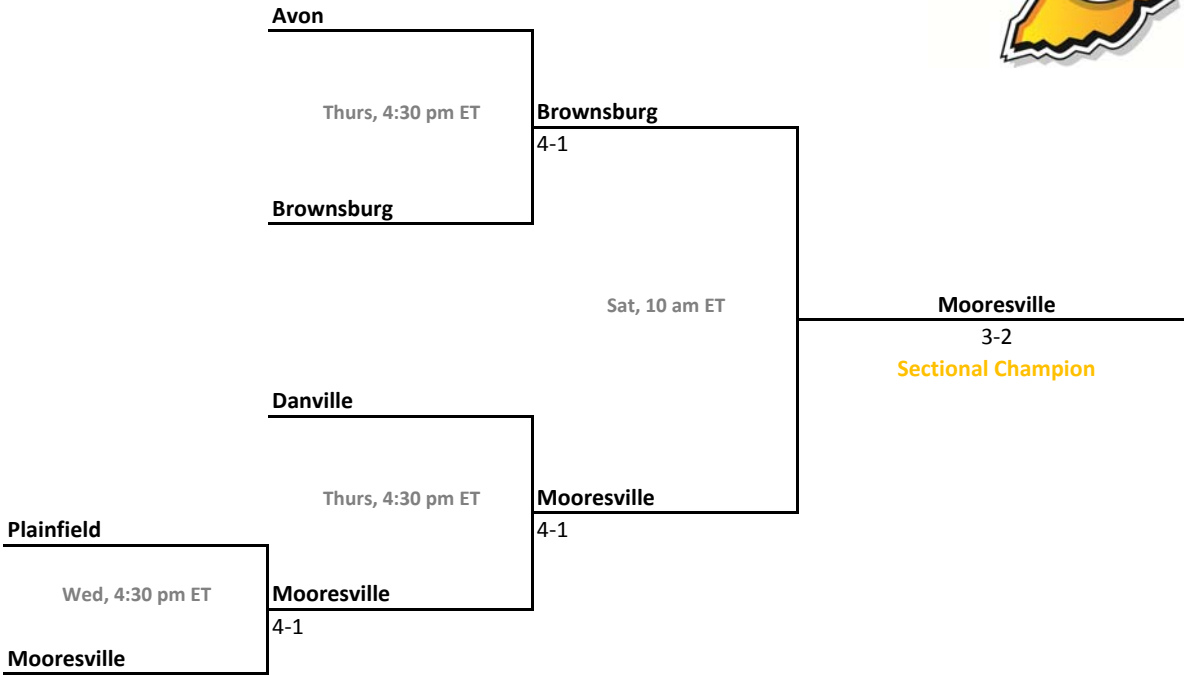 Avon
Thurs, 4:30 pm ET
Brownsburg
4-1
Brownsburg
Sat, 10 am ET
Mooresville
3-2
Sectional Champion
Danville
Thurs, 4:30 pm ET
Mooresville
4-1
Plainfield
Wed, 4:30 pm ET
Mooresville
4-1
Mooresville